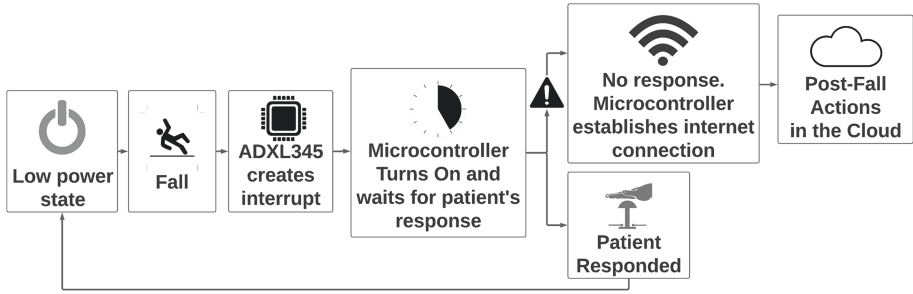 Low power
state
Fall
ADXL345
creates
interrupt
Microcontroller
Turns On and
waits for patient's
response
No response.
Microcontroller
establishes internet
connection
Post-Fall
Actions
in the Cloud
Patient
Responded